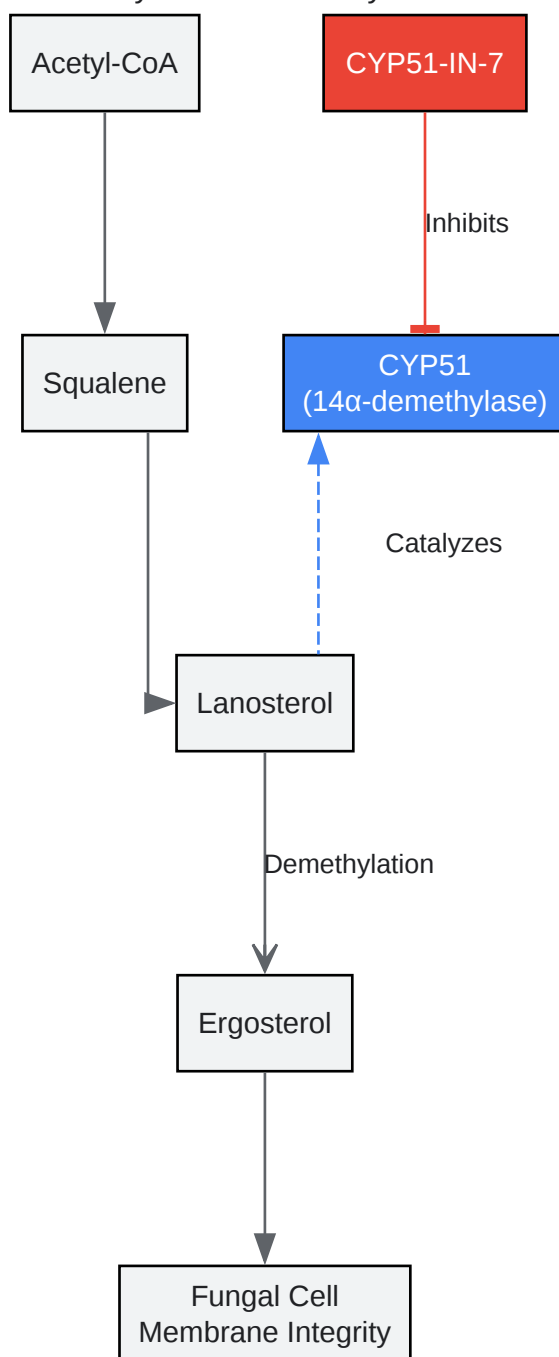 Acetyl-CoA
CYP51-IN-7
Inhibits
Squalene
CYP51
(14α-demethylase)
Catalyzes
Lanosterol
Demethylation
Ergosterol
Fungal Cell
Membrane Integrity